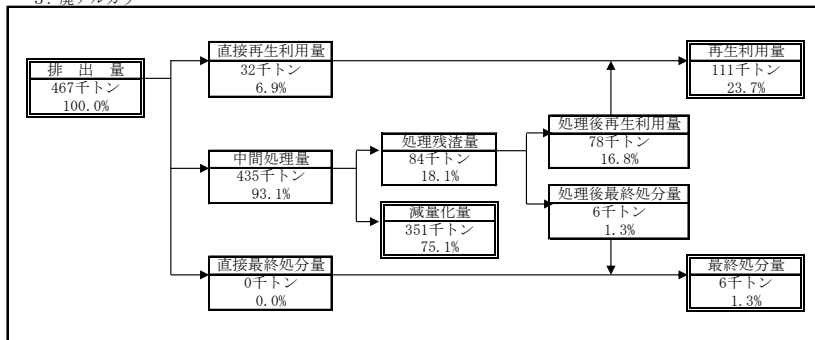 排出量
467千トン
100.0%
直接再生利用量
32千トン
6.9%
再生利用量
111千トン
23.7%
中間処理量
435千トン
93.1%
処理残渣量
84千トン
18.1%
処理後再生利用量
78千トン
16.8%
減量化量
351千トン
75.1%
処理後最終処分量
6千トン
1.3%
直接最終処分量
0千トン
0.0%
最終処分量
6千トン
1.3%